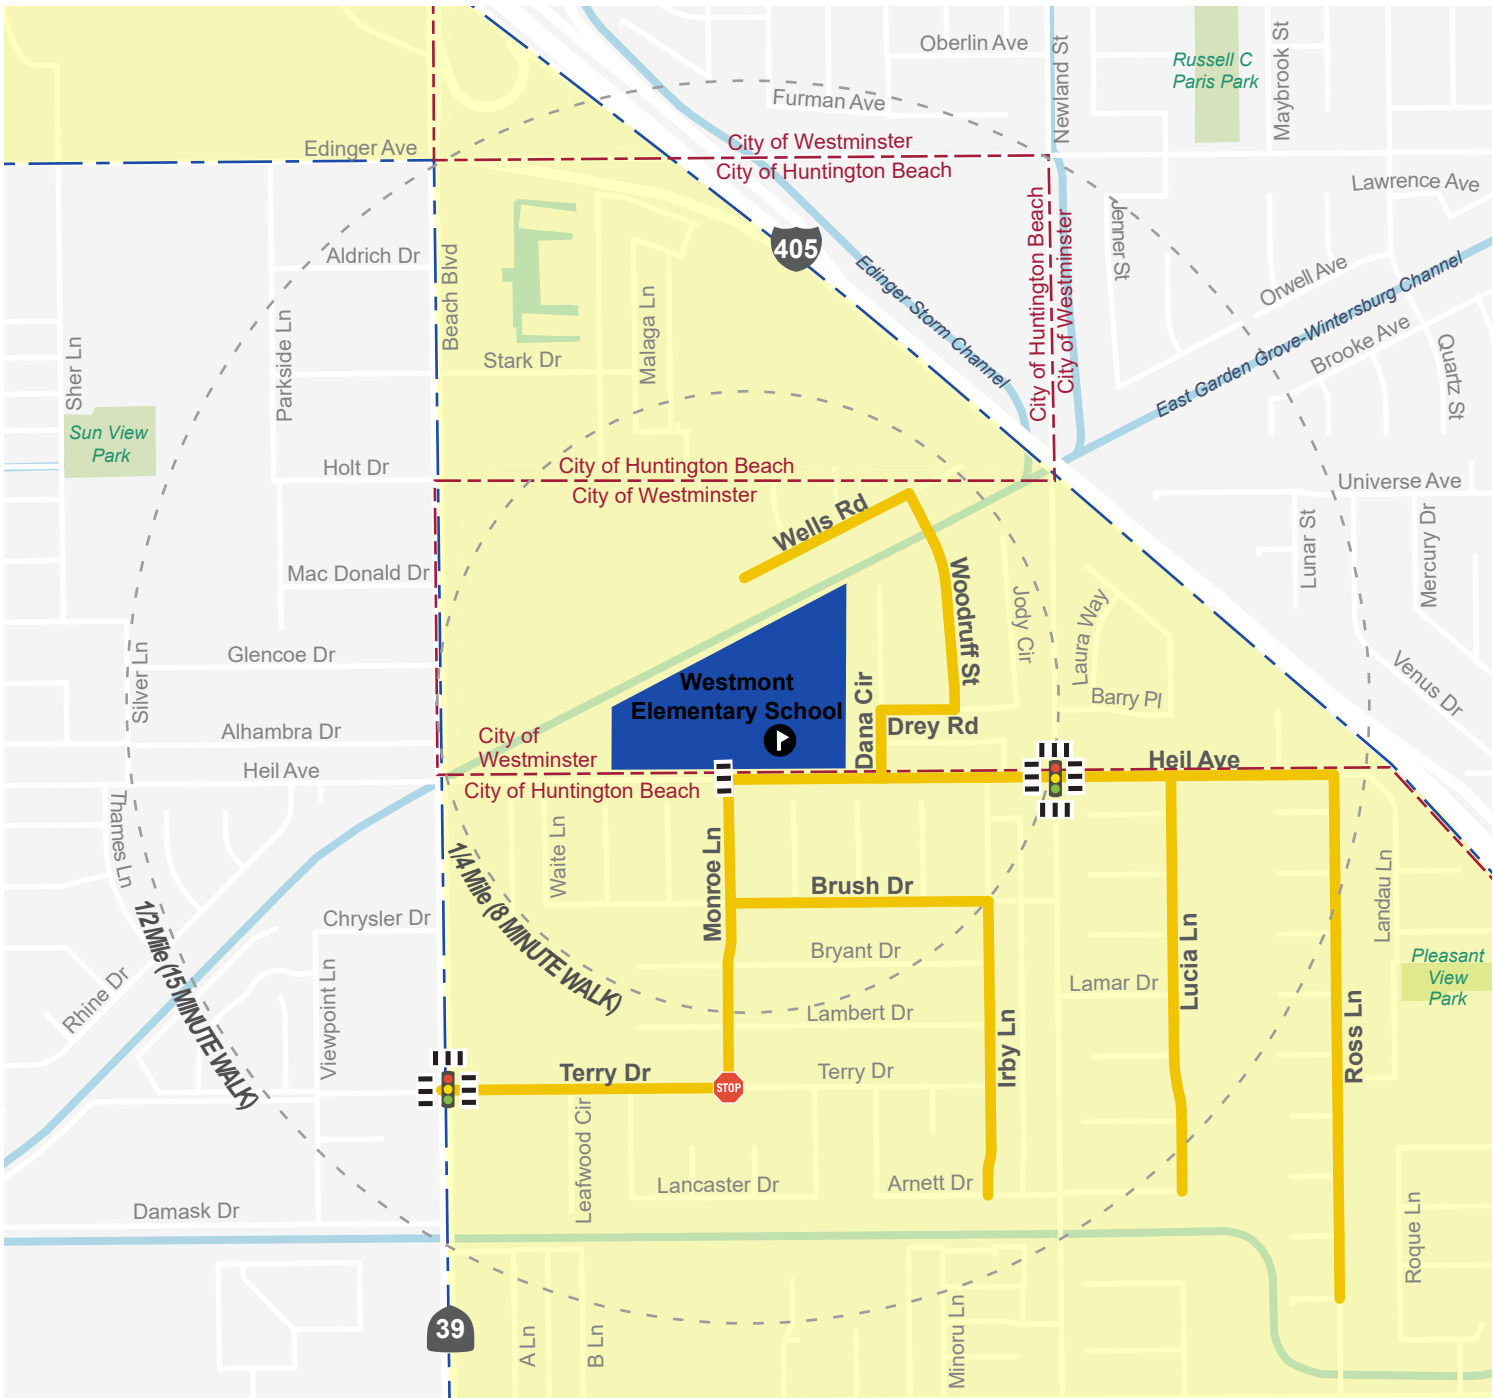 Oberlin Ave
Newland St
Russell C
Paris Park
Maybrook St
Furman Ave
Edinger Ave
City of Westminster
City of Huntington Beach
Lawrence Ave
Jenner St
City of Huntington Beach
City of Westminster
405
Aldrich Dr
Beach Blvd
Edinger Storm Channel
Orwell Ave
East Garden Grove-Wintersburg Channel
Brooke Ave
Quartz St
Malaga Ln
Parkside Ln
Sher Ln
Stark Dr
Sun View
Park
Holt Dr
City of Huntington Beach
City of Westminster
Universe Ave
Wells Rd
Lunar St
Mercury Dr
Mac Donald Dr
Woodruff St
Jody Cir
Laura Way
Glencoe Dr
Silver Ln
Westmont
Elementary School
Dana Cir
Drey Rd
Barry Pl
Venus Dr
Alhambra Dr
City of
Westminster
Heil Ave
Heil Ave
City of Huntington Beach
Thames Ln
Waite Ln
1/4 Mile (8 MINUTE WALK)
Monroe Ln
Brush Dr
Landau Ln
Chrysler Dr
1/2 Mile (15 MINUTE WALK)
Bryant Dr
Lucia Ln
Lamar Dr
Pleasant
View
Park
Rhine Dr
Viewpoint Ln
Lambert Dr
Irby Ln
Ross Ln
Terry Dr
STOP
Terry Dr
Leafwood Cir
Lancaster Dr
Arnett Dr
Damask Dr
Roque Ln
39
A Ln
B Ln
Minoru Ln